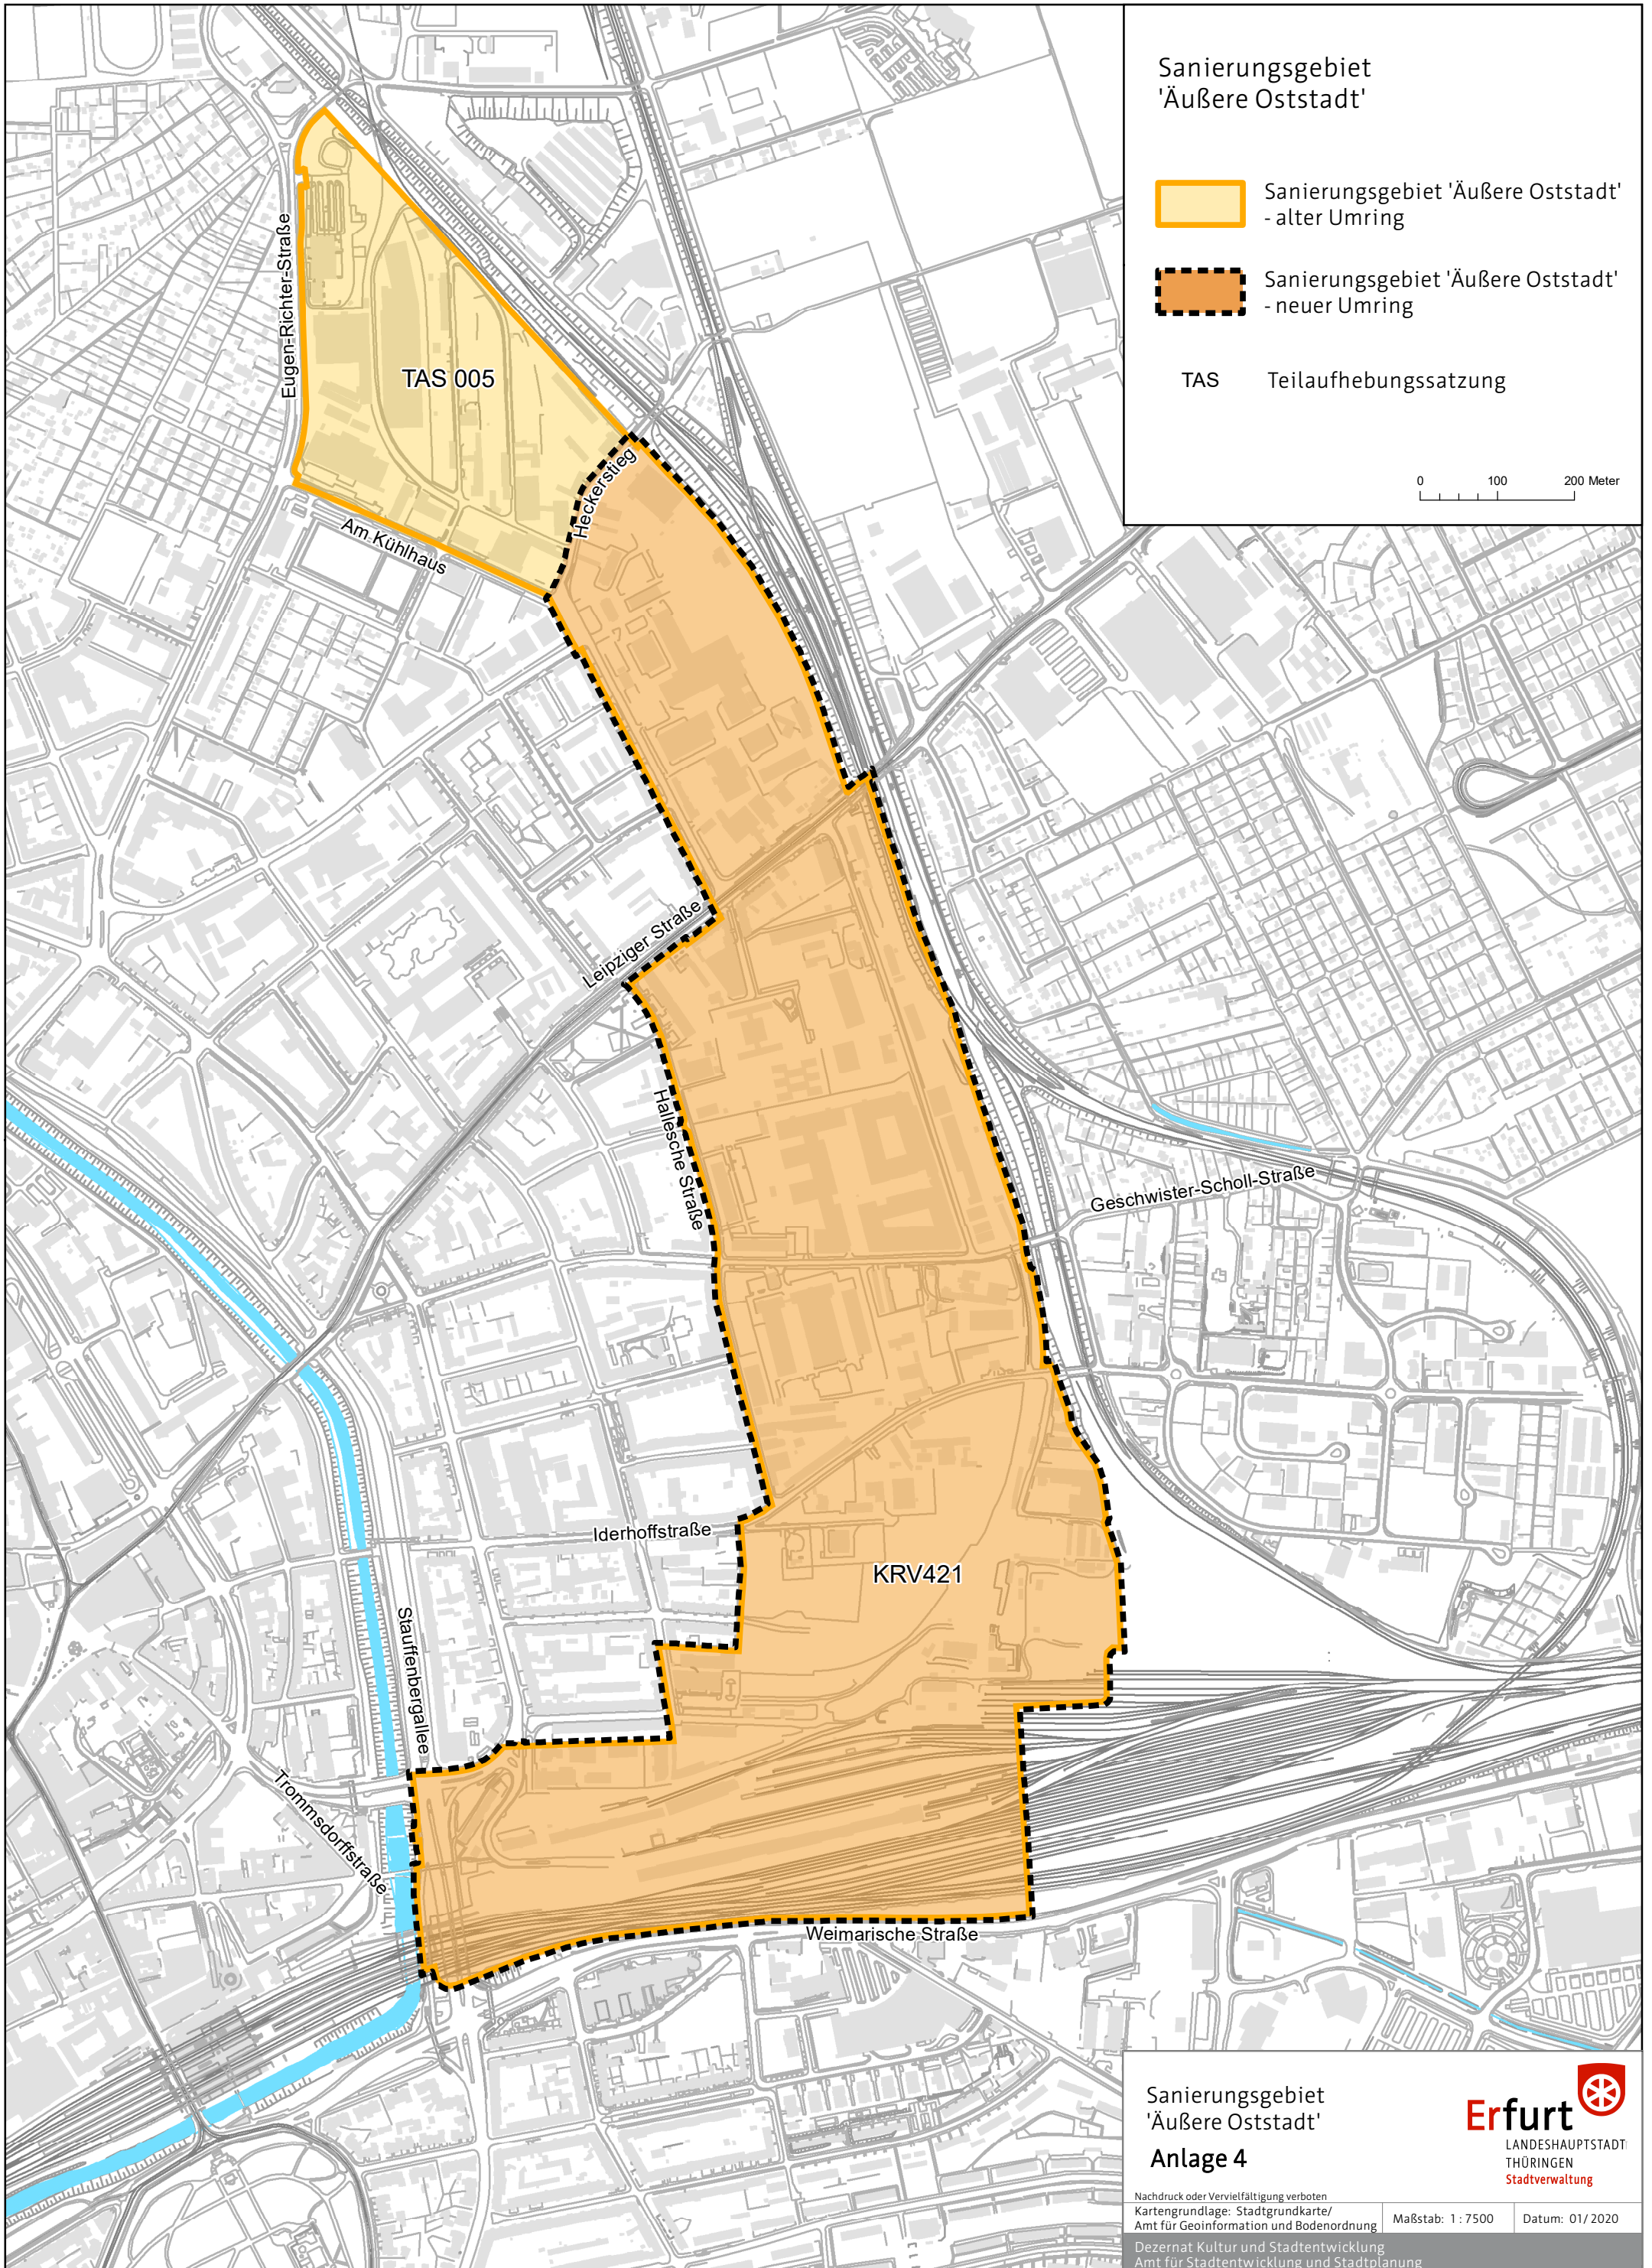 Sanierungsgebiet
'Äußere Oststadt'
Sanierungsgebiet 'Äußere Oststadt'
- alter Umring
Sanierungsgebiet 'Äußere Oststadt'
- neuer Umring
TAS Teilaufhebungssatzung
0 100 200 Meter
Eugen-Richter-Straße
TAS 005
Heckerstieg
Am Kühlhaus
Leipziger Straße
Hallesche Straße
Geschwister-Scholl-Straße
Iderhoffstraße
KRV421
Stauffenbergallee
Trommsdorffstraße
Weimarische Straße
Sanierungsgebiet
'Äußere Oststadt'
Anlage 4
Erfurt
LANDESHAUPTSTADT
THÜRINGEN
Stadtverwaltung
Nachdruck oder Vervielfältigung verboten
Kartengrundlage: Stadtgrundkarte/
Amt für Geoinformation und Bodenordnung
Maßstab: 1 : 7500
Datum: 01/ 2020
Dezernat Kultur und Stadtentwicklung
Amt für Stadtentwicklung und Stadtplanung